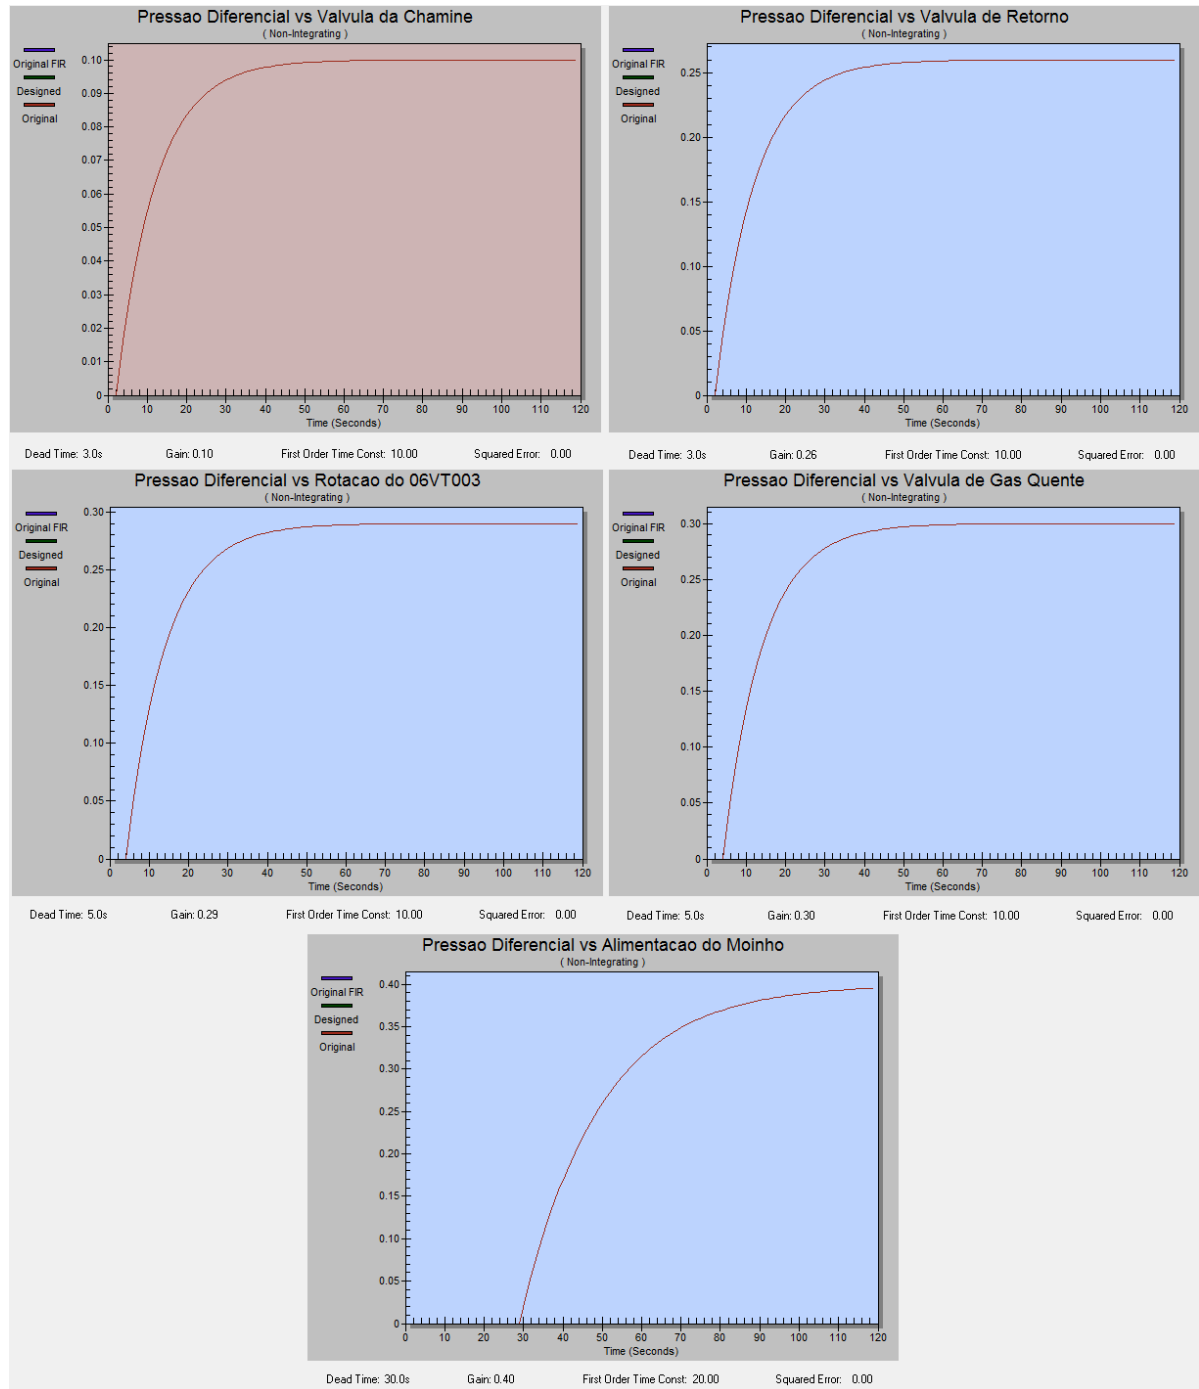 Pressao Diferencial vs Valvula da Chamine
( Non-Integrating )
Original FIR
Designed
Original
0.10
0.09
0.08
0.07
0.06
0.05
0.04
0.03
0.02
0.01
0
0 10 20 30 40 50 60 70 80 90 100 110 120
Time (Seconds)
Dead Time: 3.0s Gain: 0.10 First Order Time Const: 10.00 Squared Error: 0.00
Pressao Diferencial vs Valvula de Retorno
( Non-Integrating )
Original FIR
Designed
Original
0.25
0.20
0.15
0.10
0.05
0
0 10 20 30 40 50 60 70 80 90 100 110 120
Time (Seconds)
Dead Time: 3.0s Gain: 0.26 First Order Time Const: 10.00 Squared Error: 0.00
Pressao Diferencial vs Rotacao do 06VT003
( Non-Integrating )
Original FIR
Designed
Original
0.30
0.25
0.20
0.15
0.10
0.05
0
0 10 20 30 40 50 60 70 80 90 100 110 120
Time (Seconds)
Dead Time: 5.0s Gain: 0.29 First Order Time Const: 10.00 Squared Error: 0.00
Pressao Diferencial vs Valvula de Gas Quente
( Non-Integrating )
Original FIR
Designed
Original
0.30
0.25
0.20
0.15
0.10
0.05
0
0 10 20 30 40 50 60 70 80 90 100 110 120
Time (Seconds)
Dead Time: 5.0s Gain: 0.30 First Order Time Const: 10.00 Squared Error: 0.00
Pressao Diferencial vs Alimentacao do Moinho
( Non-Integrating )
Original FIR
Designed
Original
0.40
0.35
0.30
0.25
0.20
0.15
0.10
0.05
0
0 10 20 30 40 50 60 70 80 90 100 110 120
Time (Seconds)
Dead Time: 30.0s Gain: 0.40 First Order Time Const: 20.00 Squared Error: 0.00